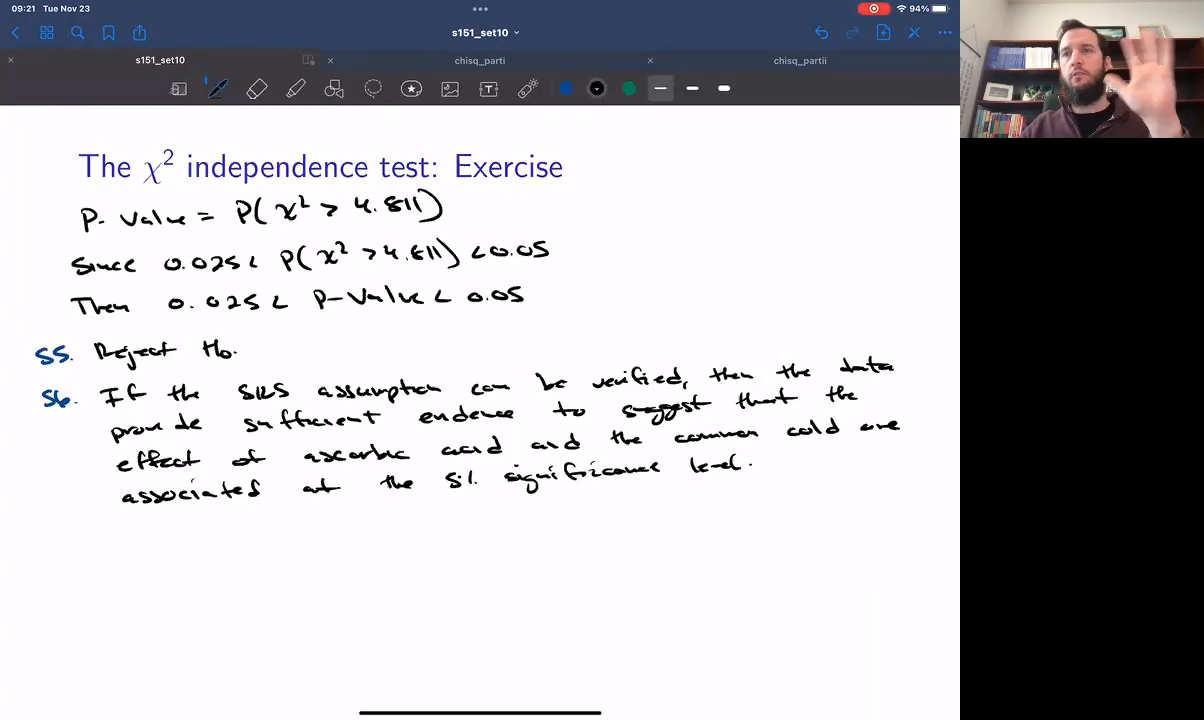 09:21 Tue Nov 23
94%
s151_set10
s151_set10
chisq_parti
chisq_partii
The χ² independence test: Exercise
P-Value = P(χ² > 4.811)
Since 0.025 < P(χ² > 4.811) < 0.05
Then 0.025 < P-Value < 0.05
S5. Reject H₀.
S6. If the SRS assumption can be verified, then the data
provide sufficient evidence to suggest that the
effect of ascorbic acid and the common cold are
associated at the 5% significance level.